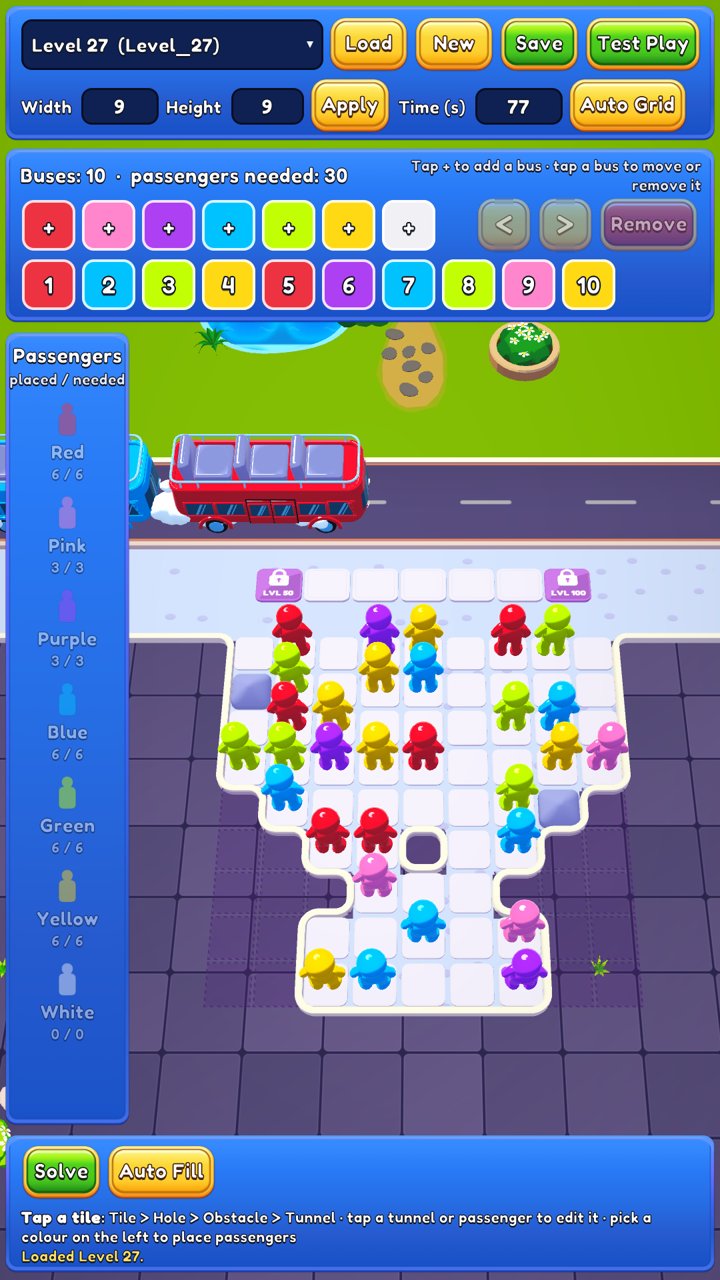 Level 27 (Level_27)
Load
New
Save
Test Play
Width
9
Height
9
Apply
Time (s)
77
Auto Grid
Buses: 10 · passengers needed: 30
Tap + to add a bus · tap a bus to move or
remove it
+ + + + + + +
< > Remove
1 2 3 4 5 6 7 8 9 10
Passengers
placed / needed
Red
6 / 6
Pink
3 / 3
Purple
3 / 3
Blue
6 / 6
Green
6 / 6
Yellow
6 / 6
White
0 / 0
LVL 50
LVL 100
Solve
Auto Fill
Tap a tile: Tile > Hole > Obstacle > Tunnel · tap a tunnel or passenger to edit it · pick a
colour on the left to place passengers
Loaded Level 27.